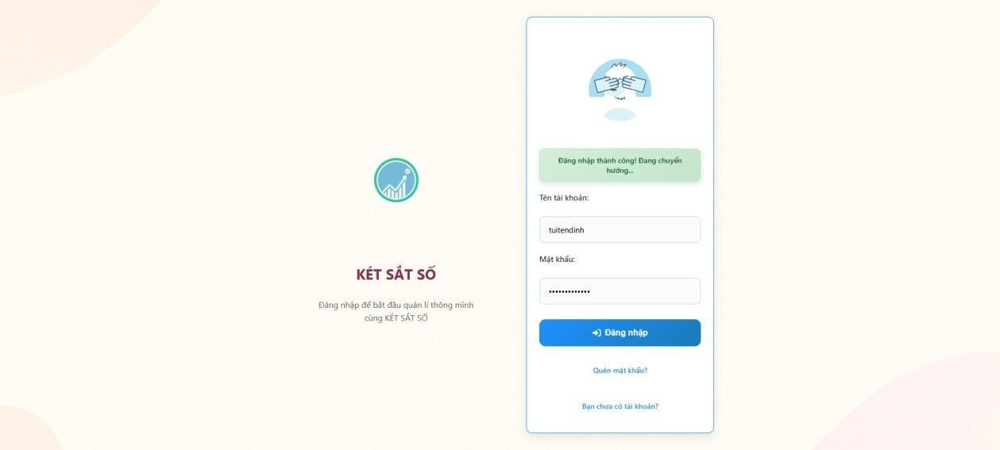 KÉT SẮT SỐ
Đăng nhập để bắt đầu quản lí thông minh
cùng KÉT SẮT SỐ
Đăng nhập thành công! Đang chuyển
hướng...
Tên tài khoản:
tuitendinh
Mật khẩu:
•••••••••••••
Đăng nhập
Quên mật khẩu?
Bạn chưa có tài khoản?